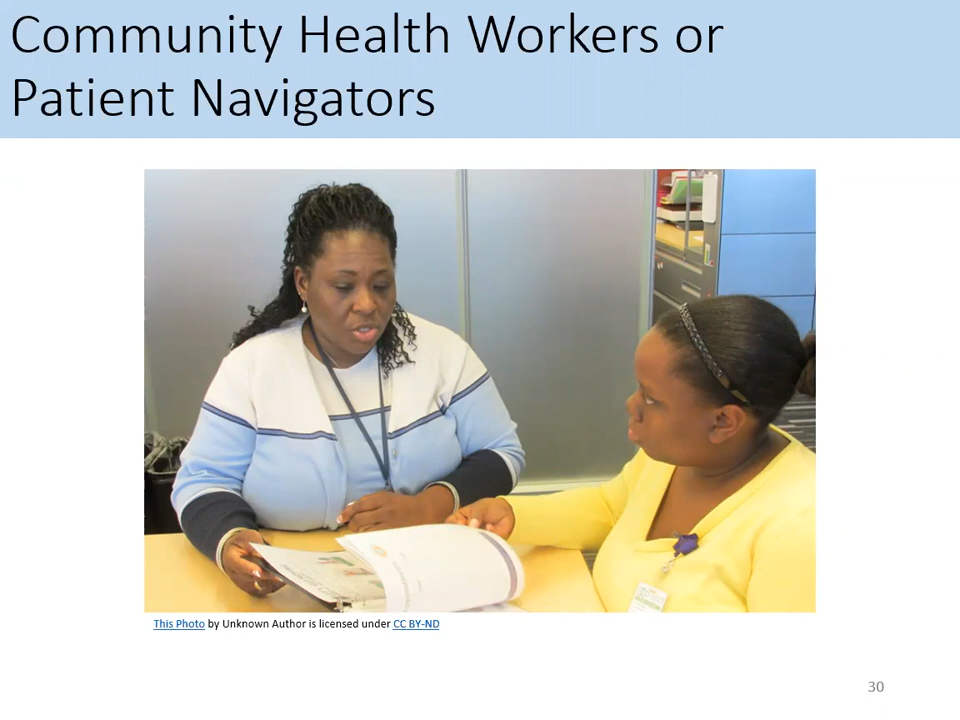 Community Health Workers or
Patient Navigators
This Photo by Unknown Author is licensed under CC BY-ND
30